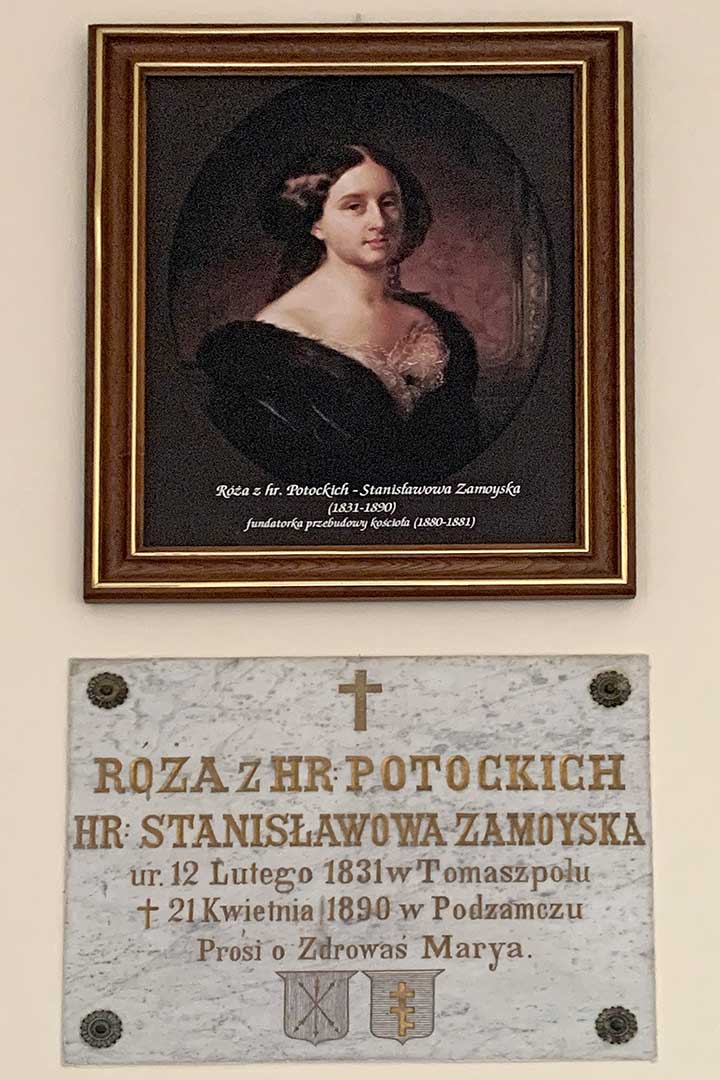 Róża z hr. Potockich - Stanisławowa Zamoyska
(1831-1890)
fundatorka przebudowy kościoła (1880-1881)
RÓZA Z HR: POTOCKICH
HR: STANISŁAWOWA ZAMOYSKA
ur. 12 Lutego 1831 w Tomaszpolu
† 21 Kwietnia 1890 w Podzamczu
Prosi o Zdrowaś Marya.